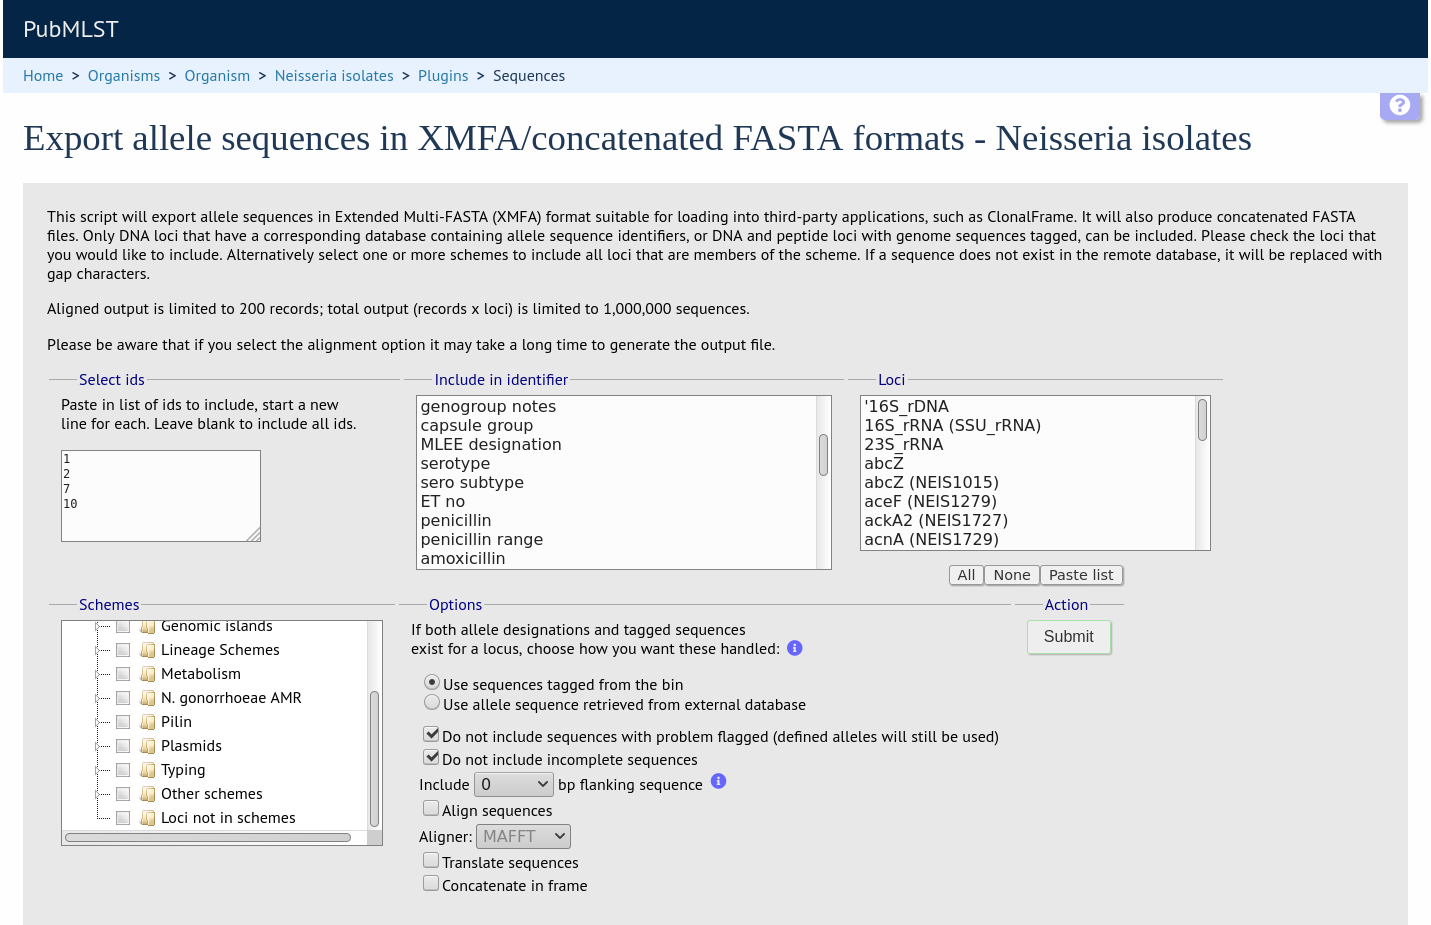 PubMLST
Home > Organisms > Organism > Neisseria isolates > Plugins > Sequences
Export allele sequences in XMFA/concatenated FASTA formats - Neisseria isolates
This script will export allele sequences in Extended Multi-FASTA (XMFA) format suitable for loading into third-party applications, such as ClonalFrame. It will also produce concatenated FASTA
files. Only DNA loci that have a corresponding database containing allele sequence identifiers, or DNA and peptide loci with genome sequences tagged, can be included. Please check the loci that
you would like to include. Alternatively select one or more schemes to include all loci that are members of the scheme. If a sequence does not exist in the remote database, it will be replaced with
gap characters.
Aligned output is limited to 200 records; total output (records x loci) is limited to 1,000,000 sequences.
Please be aware that if you select the alignment option it may take a long time to generate the output file.
Select ids
Paste in list of ids to include, start a new
line for each. Leave blank to include all ids.
1
2
7
10
Include in identifier
genogroup notes
capsule group
MLEE designation
serotype
sero subtype
ET no
penicillin
penicillin range
amoxicillin
Loci
'16S_rDNA
16S_rRNA (SSU_rRNA)
23S_rRNA
abcZ
abcZ (NEIS1015)
aceF (NEIS1279)
ackA2 (NEIS1727)
acnA (NEIS1729)
All None Paste list
Schemes
Genomic islands
Lineage Schemes
Metabolism
N. gonorrhoeae AMR
Pilin
Plasmids
Typing
Other schemes
Loci not in schemes
Options
If both allele designations and tagged sequences
exist for a locus, choose how you want these handled:
Use sequences tagged from the bin
Use allele sequence retrieved from external database
Do not include sequences with problem flagged (defined alleles will still be used)
Do not include incomplete sequences
Include 0 bp flanking sequence
Align sequences
Aligner: MAFFT
Translate sequences
Concatenate in frame
Action
Submit